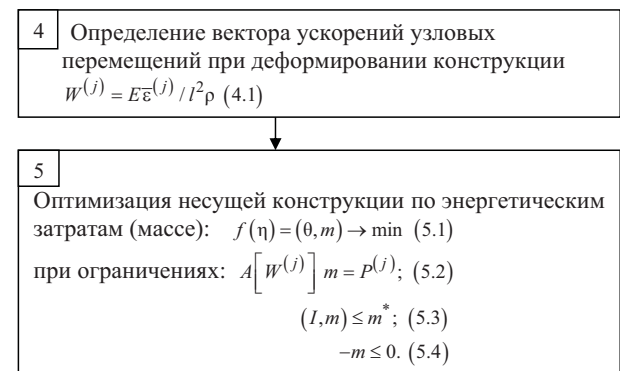 4 Определение вектора ускорений узловых
перемещений при деформировании конструкции
W^(j) = Eε̅^(j) / l²ρ (4.1)
5
Оптимизация несущей конструкции по энергетическим
затратам (массе): f(η)=(θ,m)→min (5.1)
при ограничениях: A[W^(j)] m=P^(j); (5.2)
(I,m)≤m*; (5.3)
−m≤0. (5.4)